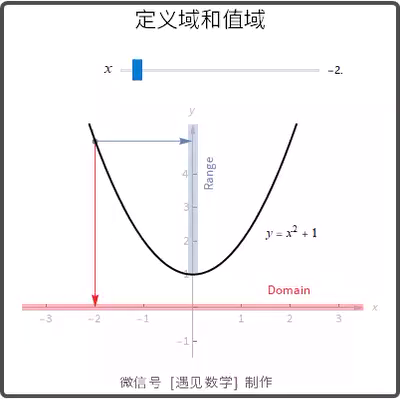 定义域和值域
x
-2.
y
Range
4
3
2
1
y = x² + 1
Domain
-3 -2 -1 0 1 2 3 x
-1
微信号 [遇见数学] 制作